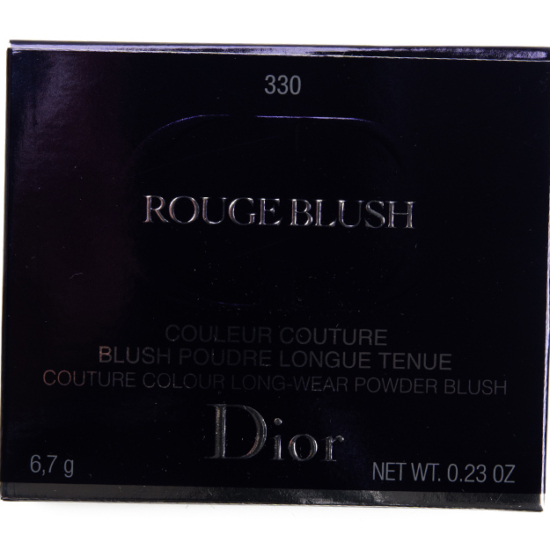 330
ROUGE BLUSH
COULEUR COUTURE
BLUSH POUDRE LONGUE TENUE
COUTURE COLOUR LONG-WEAR POWDER BLUSH
Dior
6,7 g NET WT. 0.23 OZ